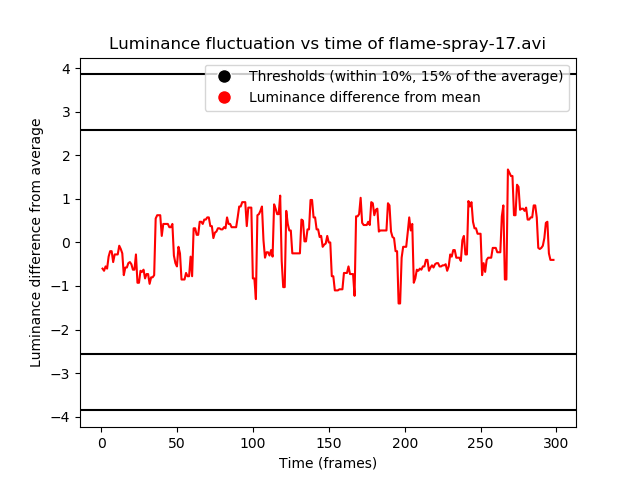 Luminance fluctuation vs time of flame-spray-17.avi
Thresholds (within 10%, 15% of the average)
Luminance difference from mean
Luminance difference from average
4
3
2
1
0
−1
−2
−3
−4
0 50 100 150 200 250 300
Time (frames)